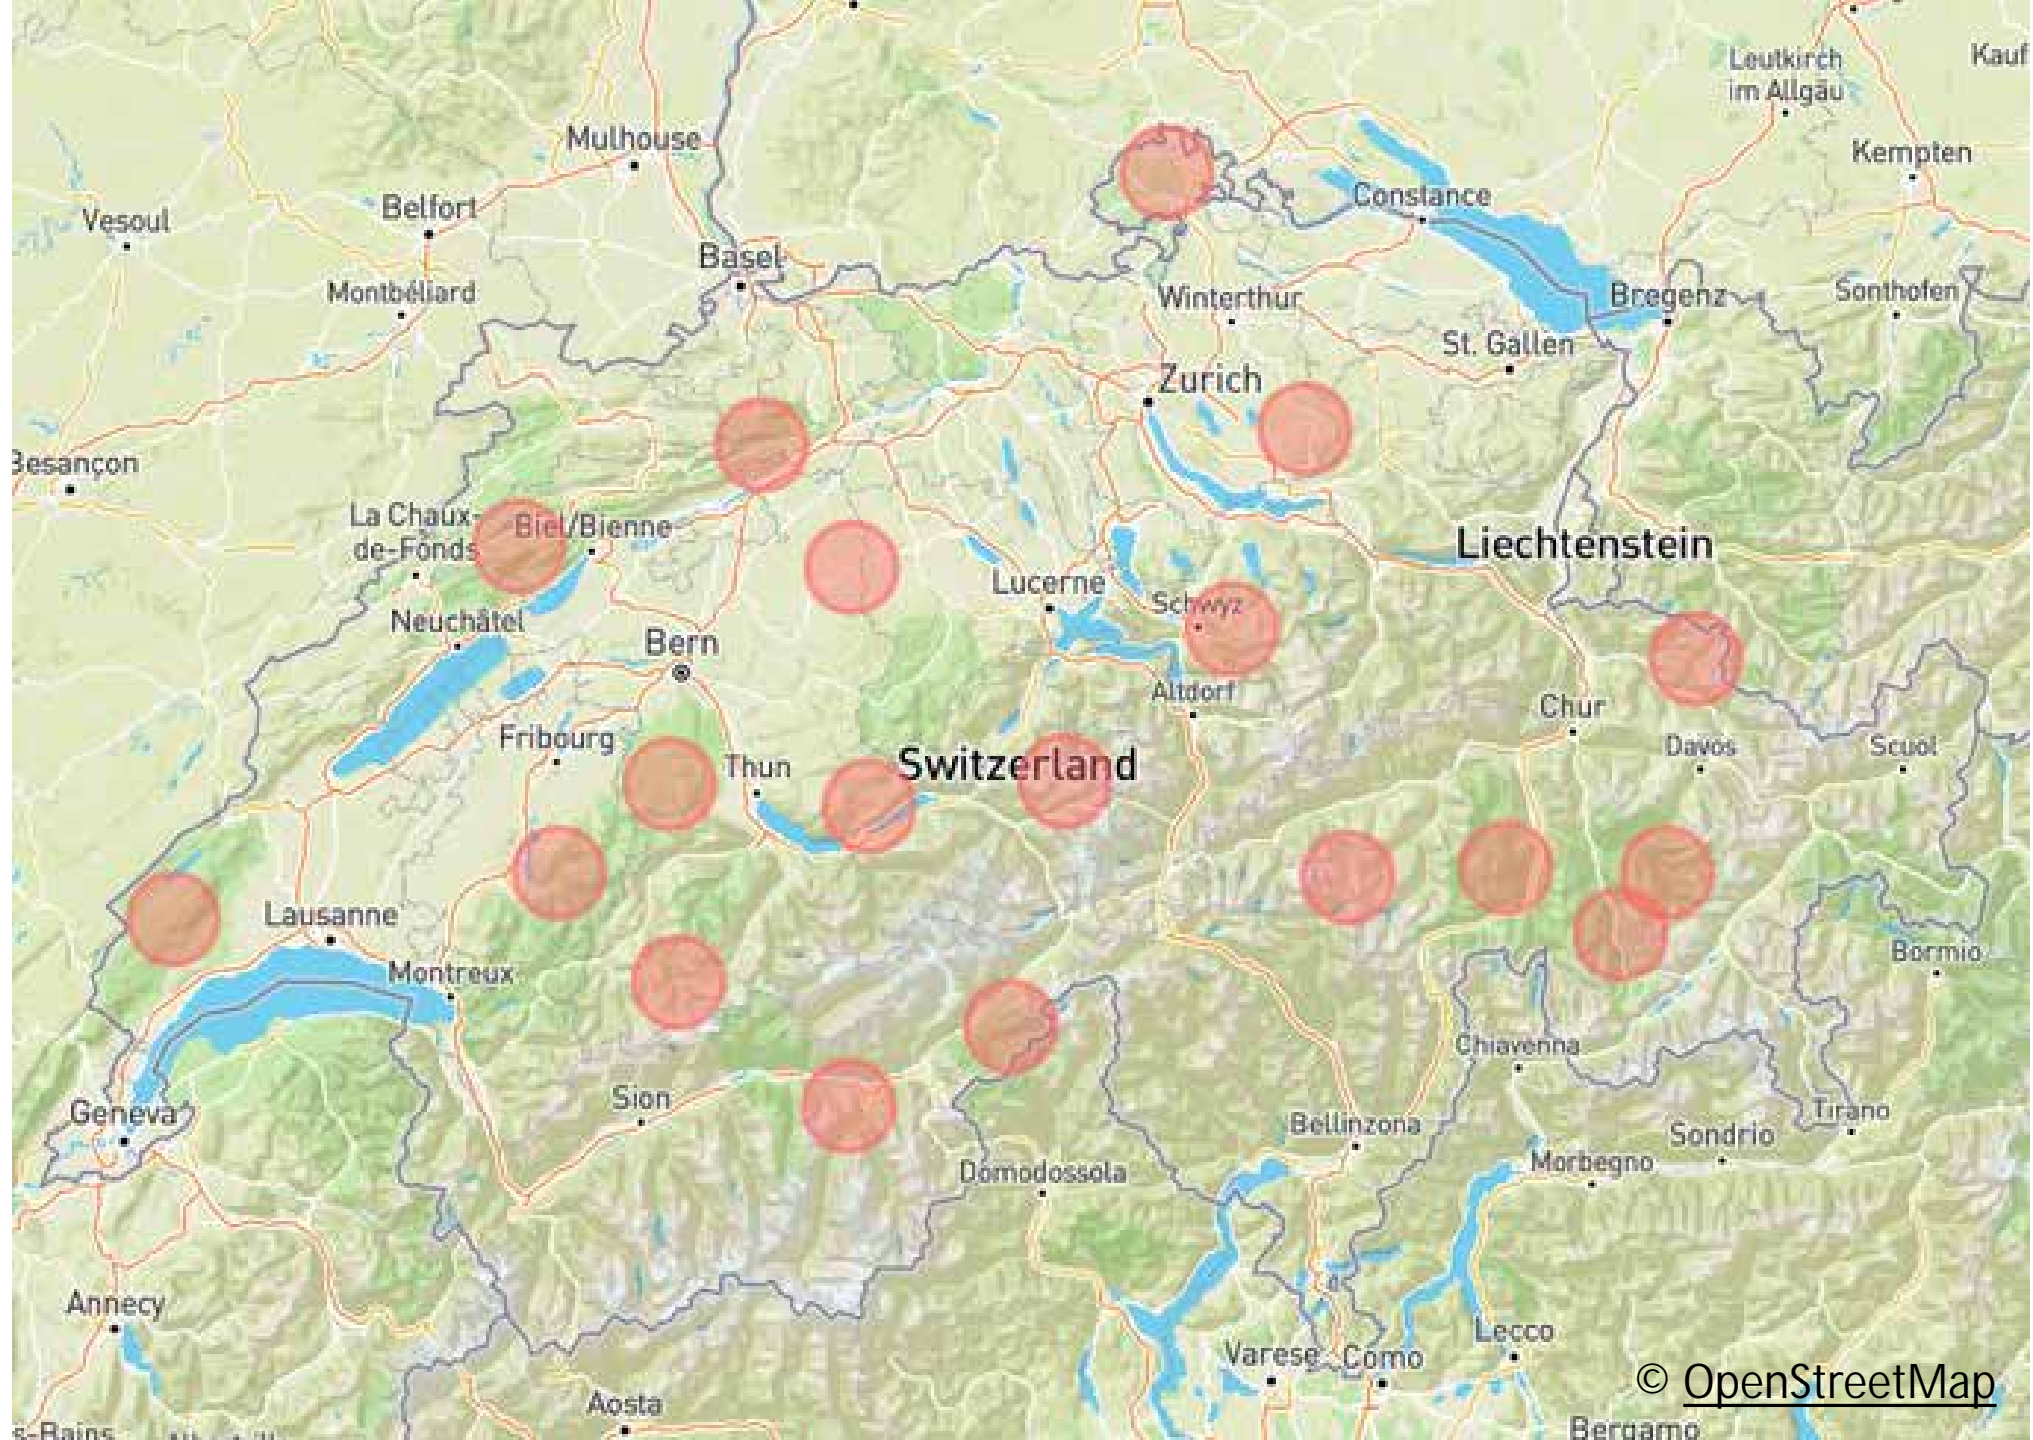 Leutkirch
im Allgäu
Kauf
Mulhouse
Kempten
Belfort
Constance
Vesoul
Basel
Montbéliard
Winterthur
Bregenz
Sonthofen
St. Gallen
Zurich
Besançon
La Chaux-
de-Fonds
Biel/Bienne
Liechtenstein
Lucerne
Schwyz
Neuchâtel
Bern
Altdorf
Chur
Fribourg
Thun
Switzerland
Davos
Scuol
Lausanne
Montreux
Bormio
Chiavenna
Geneva
Sion
Bellinzona
Tirano
Sondrio
Domodossola
Morbegno
Annecy
Lecco
Varese
Como
© OpenStreetMap
Aosta
s-Bains
Bergamo